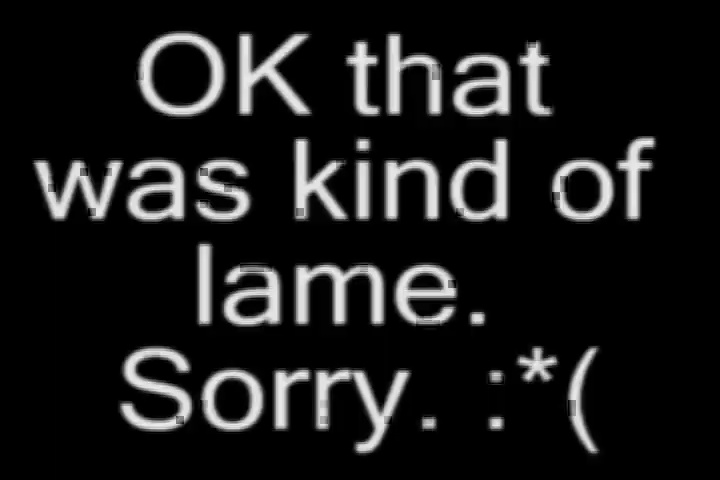 OK that
was kind of
lame.
Sorry. :*(